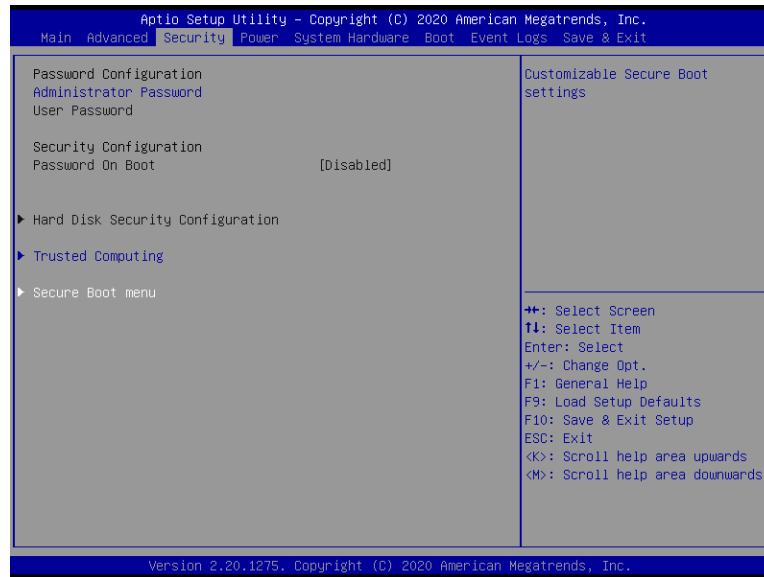 Aptio Setup Utility – Copyright (C) 2020 American Megatrends, Inc.
Main Advanced Security Power System Hardware Boot Event Logs Save & Exit
Password Configuration
Administrator Password
User Password
Security Configuration
Password On Boot [Disabled]
► Hard Disk Security Configuration
► Trusted Computing
► Secure Boot menu
Customizable Secure Boot
settings
→←: Select Screen
↑↓: Select Item
Enter: Select
+/-: Change Opt.
F1: General Help
F9: Load Setup Defaults
F10: Save & Exit Setup
ESC: Exit
<K>: Scroll help area upwards
<M>: Scroll help area downwards
Version 2.20.1275. Copyright (C) 2020 American Megatrends, Inc.